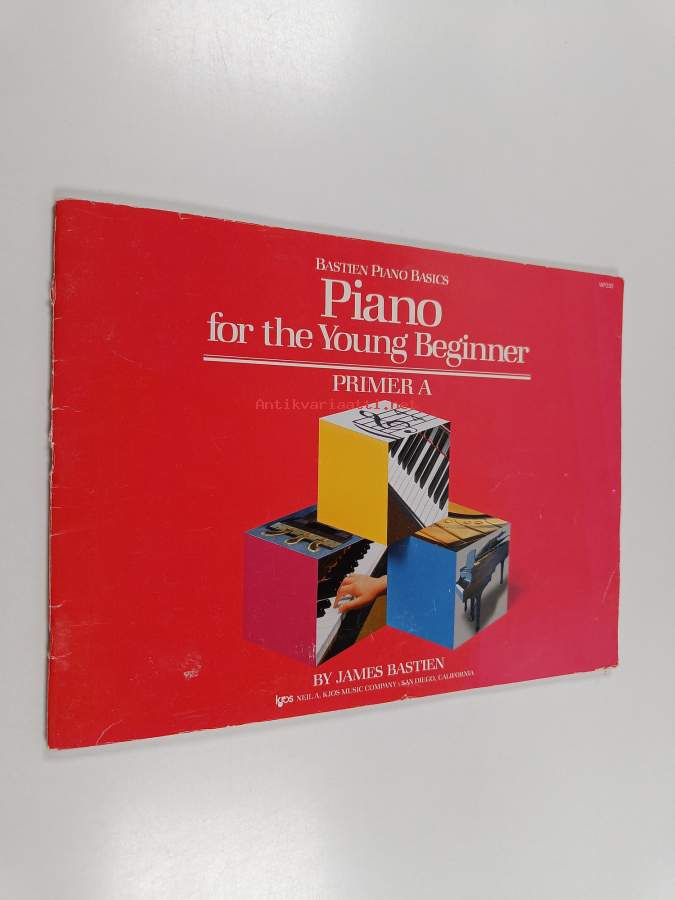 BASTIEN PIANO BASICS
WP230
Piano
for the Young Beginner
PRIMER A
Antikvariaatti.net
BY JAMES BASTIEN
kjos NEIL A. KJOS MUSIC COMPANY • SAN DIEGO, CALIFORNIA